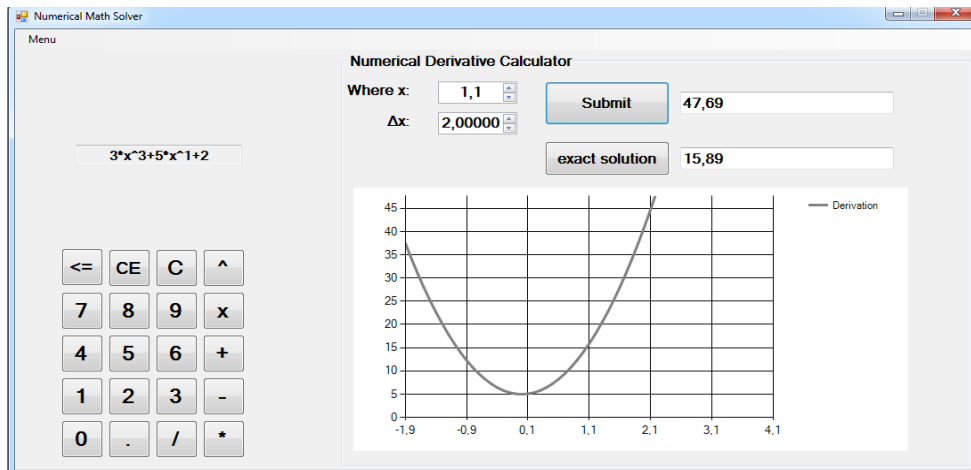 Numerical Math Solver
Menu
Numerical Derivative Calculator
Where x: 1,1 Submit 47,69
Δx: 2,00000
3*x^3+5*x^1+2
exact solution 15,89
Derivation
45
40
35
30
25
20
15
10
5
0
-1,9 -0,9 0,1 1,1 2,1 3,1 4,1
<= CE C ^
7 8 9 x
4 5 6 +
1 2 3 -
0 . / *